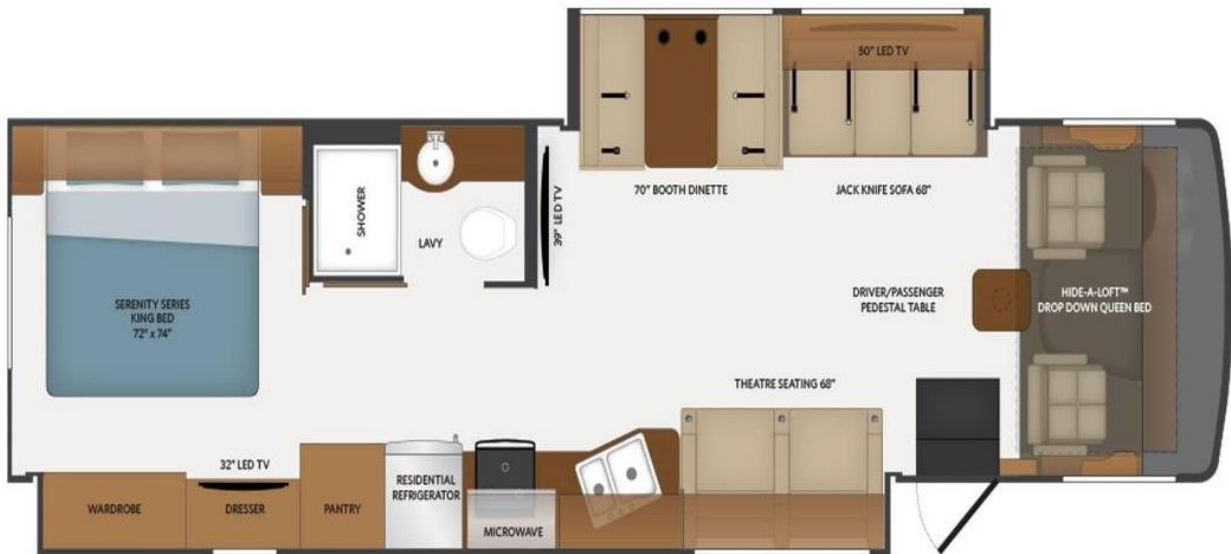 50" LED TV
70" BOOTH DINETTE
JACK KNIFE SOFA 68"
39" LED TV
SHOWER
LAVY
SERENITY SERIES
KING BED
72" x 74"
DRIVER/PASSENGER
PEDESTAL TABLE
HIDE-A-LOFT™
DROP DOWN QUEEN BED
THEATRE SEATING 68"
32" LED TV
WARDROBE
DRESSER
PANTRY
RESIDENTIAL
REFRIGERATOR
MICROWAVE